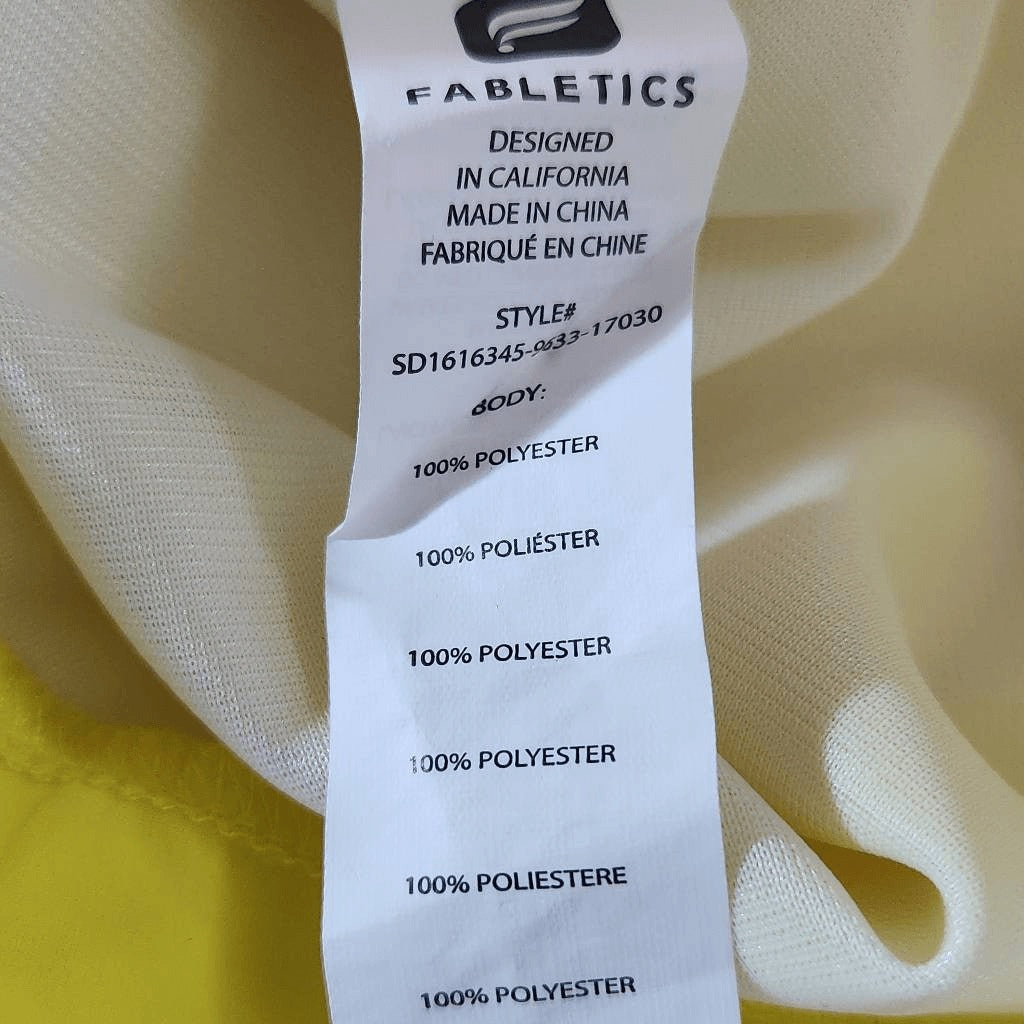 FABLETICS
DESIGNED
IN CALIFORNIA
MADE IN CHINA
FABRIQUÉ EN CHINE
STYLE#
SD1616345-9633-17030
BODY:
100% POLYESTER
100% POLIÉSTER
100% POLYESTER
100% POLYESTER
100% POLIESTERE
100% POLYESTER